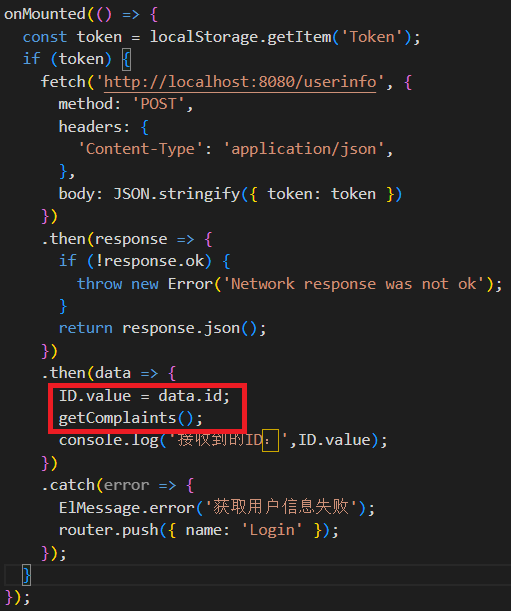 onMounted(() => {
const token = localStorage.getItem('Token');
if (token) {
fetch('http://localhost:8080/userinfo', {
method: 'POST',
headers: {
'Content-Type': 'application/json',
},
body: JSON.stringify({ token: token })
})
.then(response => {
if (!response.ok) {
throw new Error('Network response was not ok');
}
return response.json();
})
.then(data => {
ID.value = data.id;
getComplaints();
console.log('接收到的ID：',ID.value);
})
.catch(error => {
ElMessage.error('获取用户信息失败');
router.push({ name: 'Login' });
});
}
});